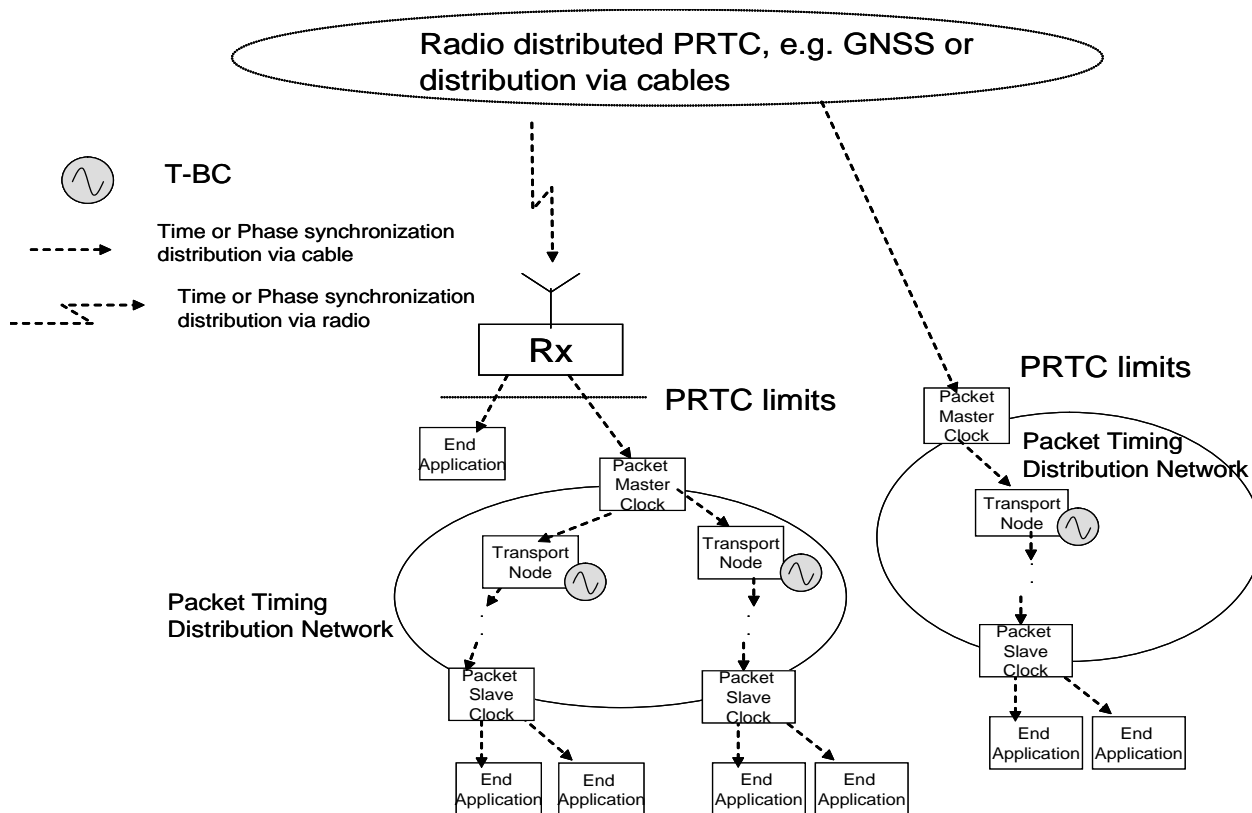 Radio distributed PRTC, e.g. GNSS or
distribution via cables
T-BC
Time or Phase synchronization
distribution via cable
Time or Phase synchronization
distribution via radio
Rx
PRTC limits
End
Application
Packet
Master
Clock
Transport
Node
Transport
Node
Packet Timing
Distribution Network
Packet
Slave
Clock
Packet
Slave
Clock
End
Application
End
Application
End
Application
End
Application
PRTC limits
Packet
Master
Clock
Packet Timing
Distribution Network
Transport
Node
Packet
Slave
Clock
End
Application
End
Application